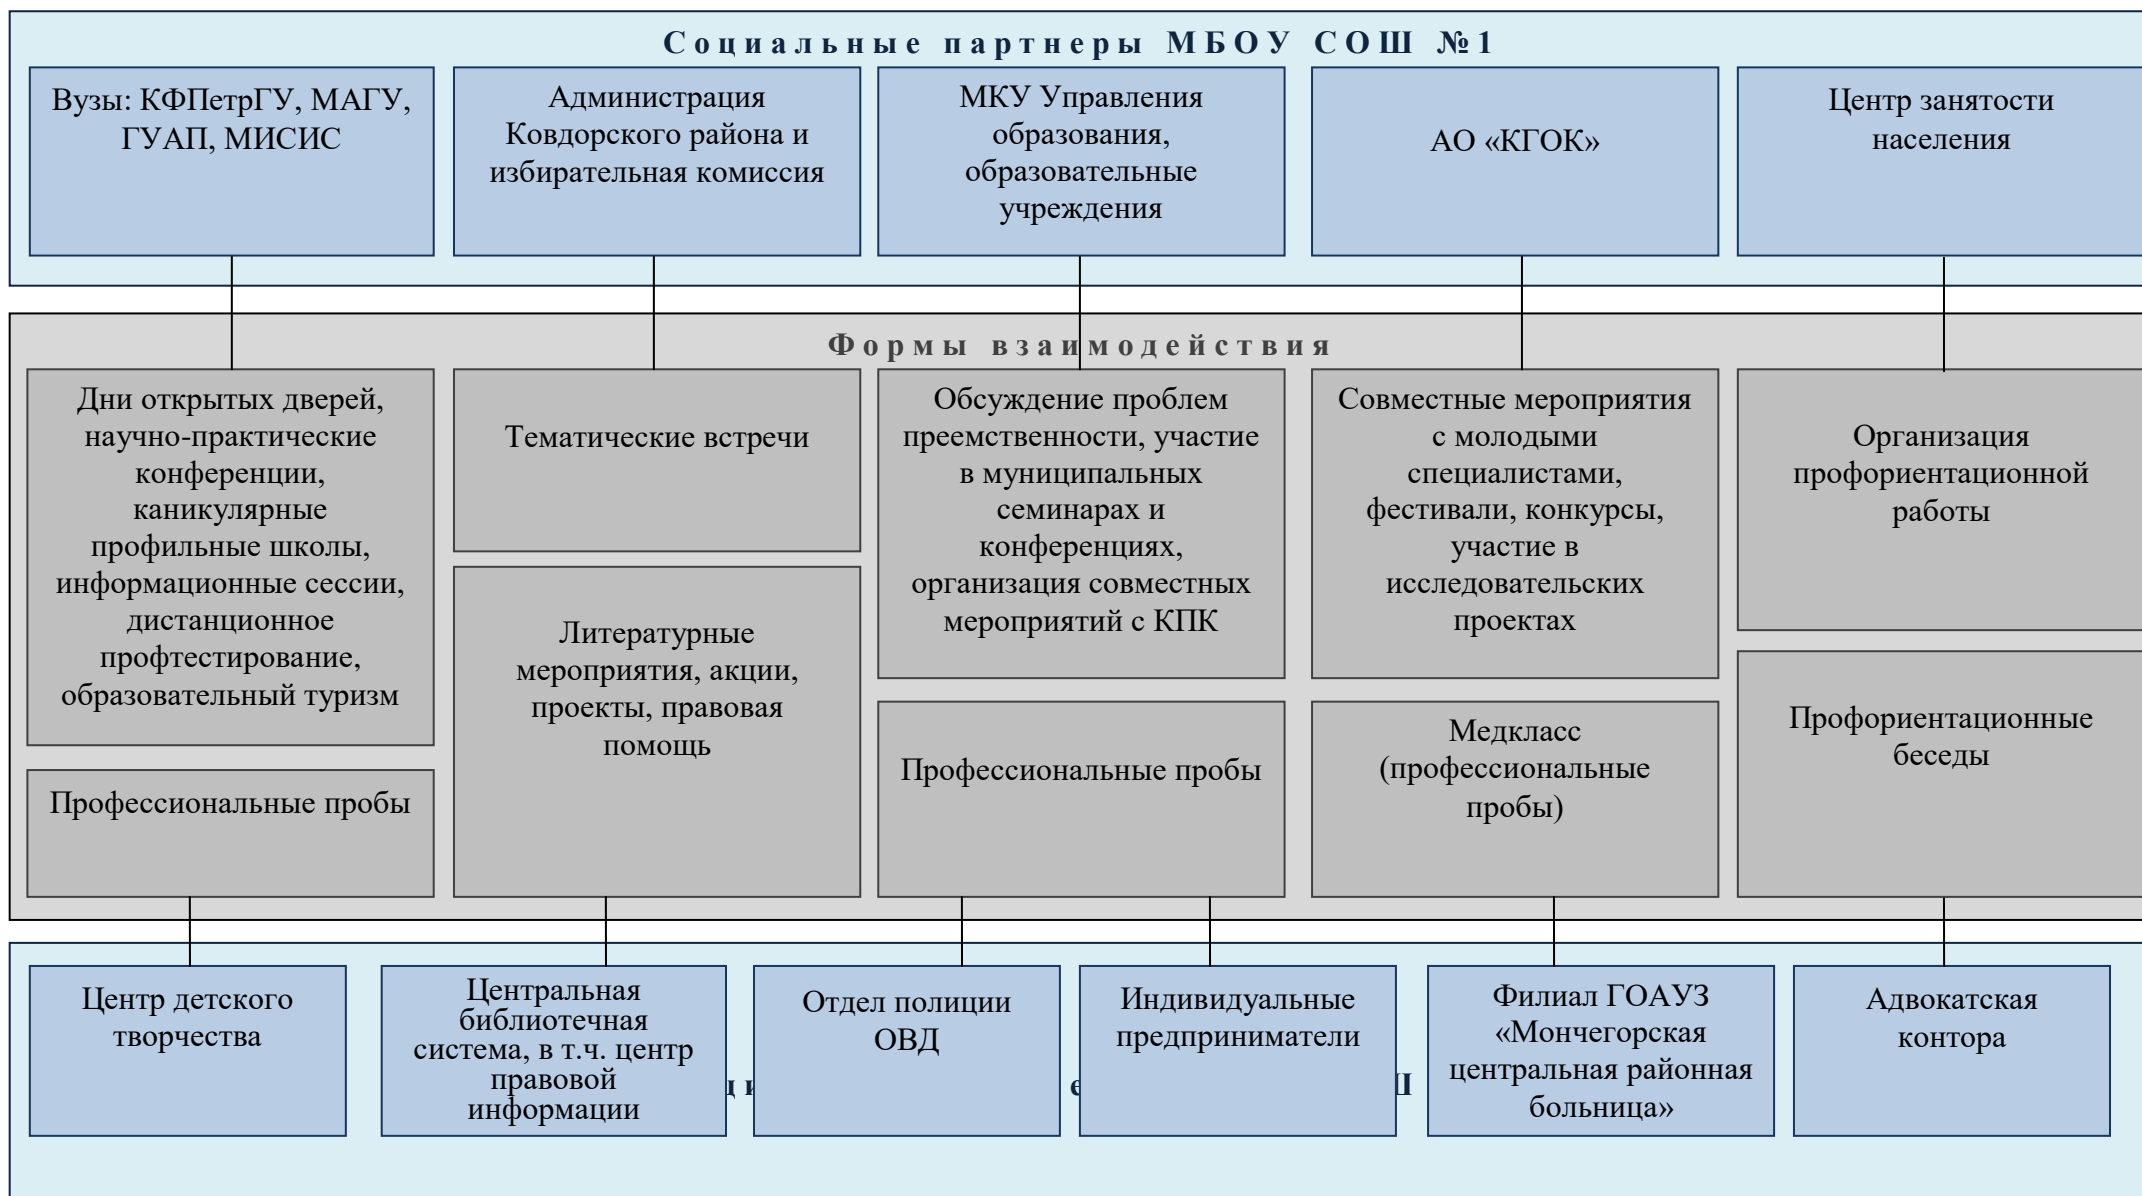 Социальные партнеры МБОУ СОШ №1
Вузы: КФПетрГУ, МАГУ,
ГУАП, МИСИС
Администрация
Ковдорского района и
избирательная комиссия
МКУ Управления
образования,
образовательные
учреждения
АО «КГОК»
Центр занятости
населения
Формы взаимодействия
Дни открытых дверей,
научно-практические
конференции,
каникулярные
профильные школы,
информационные сессии,
дистанционное
профтестирование,
образовательный туризм
Тематические встречи
Обсуждение проблем
преемственности, участие
в муниципальных
семинарах и
конференциях,
организация совместных
мероприятий с КПК
Совместные мероприятия
с молодыми
специалистами,
фестивали, конкурсы,
участие в
исследовательских
проектах
Организация
профориентационной
работы
Профессиональные пробы
Литературные
мероприятия, акции,
проекты, правовая
помощь
Профессиональные пробы
Медкласс
(профессиональные
пробы)
Профориентационные
беседы
Центр детского
творчества
Центральная
библиотечная
система, в т.ч. центр
правовой
информации
Отдел полиции
ОВД
Индивидуальные
предприниматели
Филиал ГОАУЗ
«Мончегорская
центральная районная
больница»
Адвокатская
контора